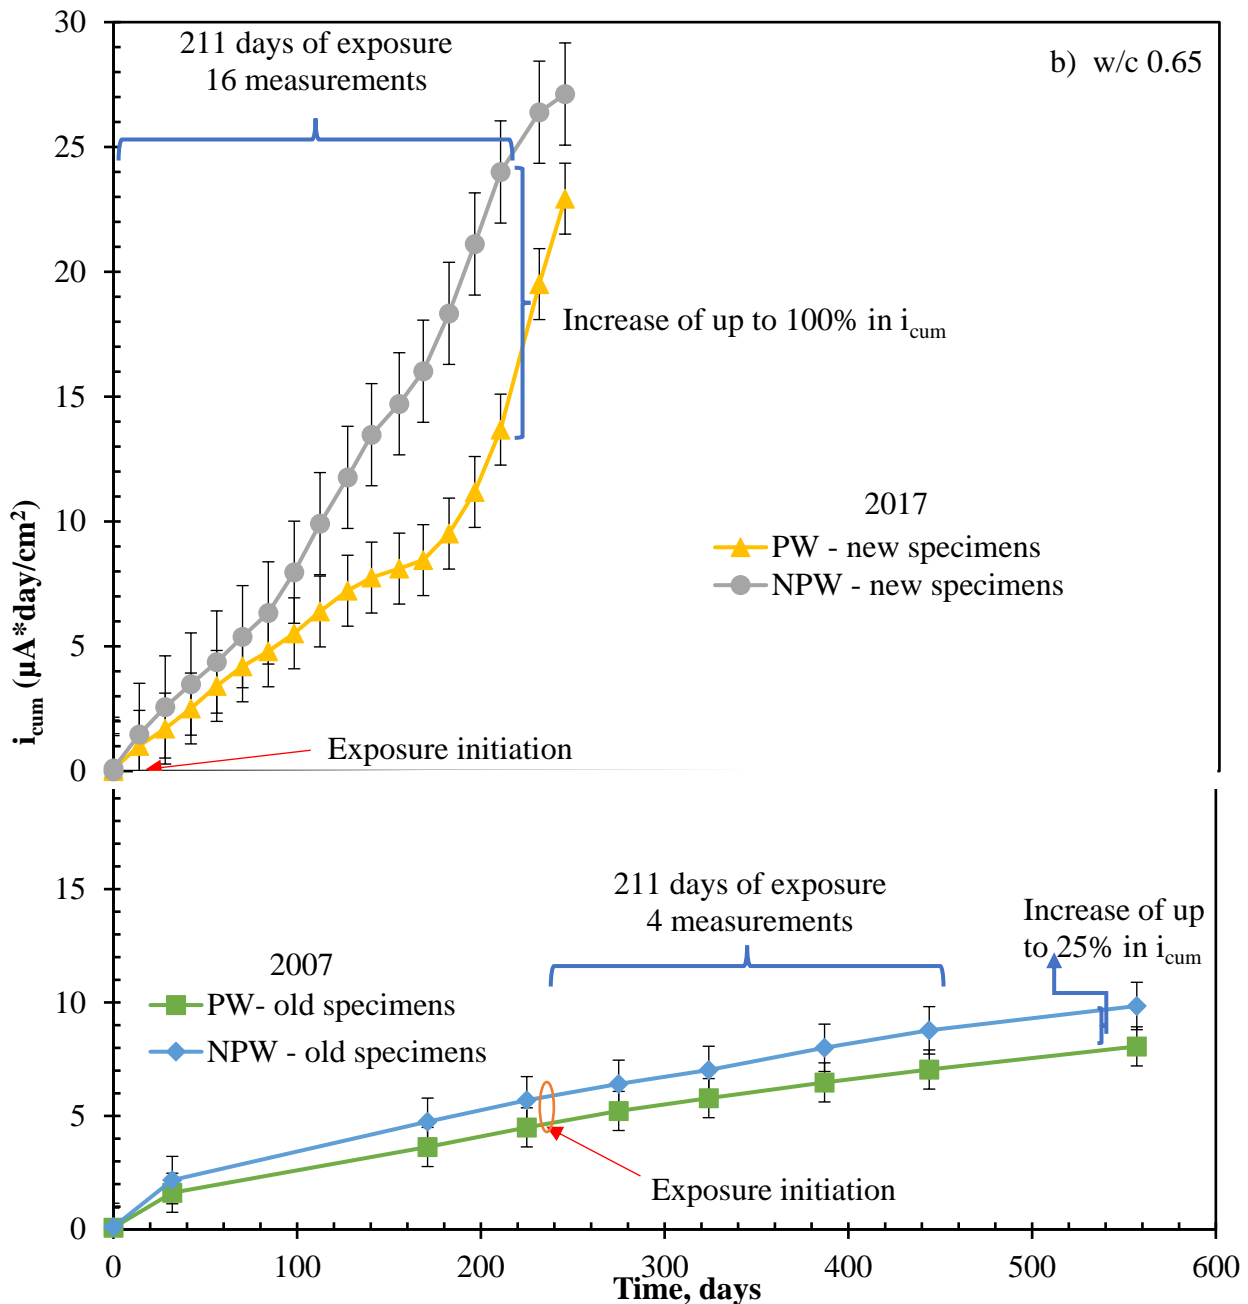 30
211 days of exposure
16 measurements
b) w/c 0.65
25
20
Increase of up to 100% in i_cum
15
10
2017
PW - new specimens
NPW - new specimens
5
Exposure initiation
0
i_cum (µA*day/cm²)
15
211 days of exposure
4 measurements
Increase of up
to 25% in i_cum
2007
PW- old specimens
NPW - old specimens
10
5
Exposure initiation
0
0 100 200 300 400 500 600
Time, days